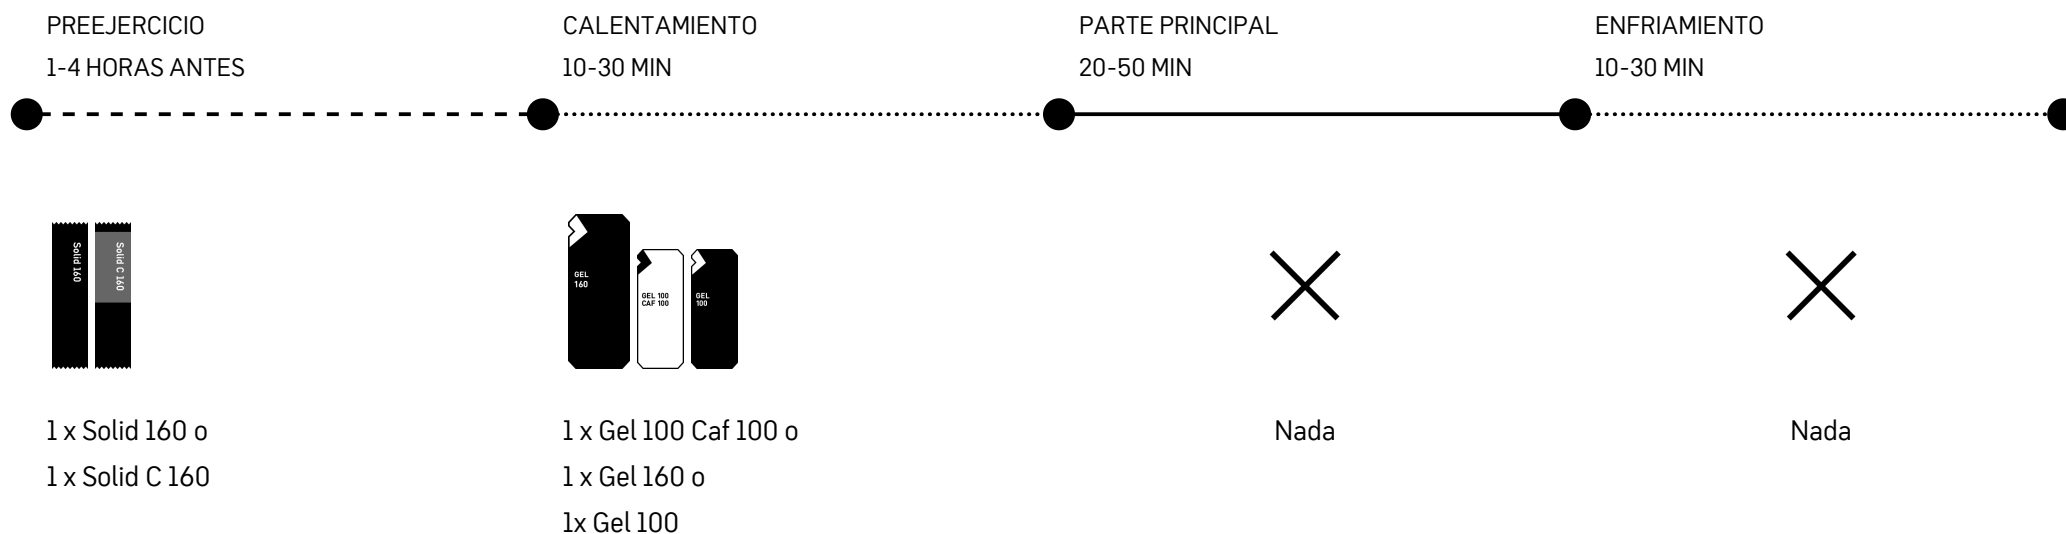 PREEJERCICIO
1-4 HORAS ANTES
CALENTAMIENTO
10-30 MIN
PARTE PRINCIPAL
20-50 MIN
ENFRIAMIENTO
10-30 MIN
Solid 160
Solid C 160
GEL
160
GEL 100
CAF 100
GEL
100
1 x Solid 160 o
1 x Solid C 160
1 x Gel 100 Caf 100 o
1 x Gel 160 o
1x Gel 100
Nada
Nada